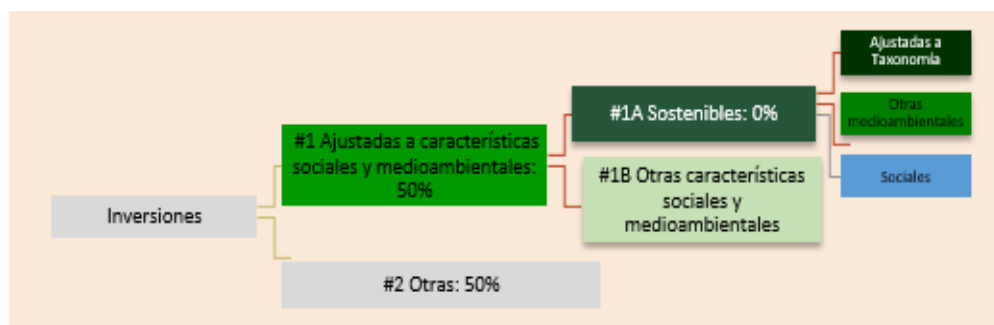 Inversiones
#1 Ajustadas a características
sociales y medioambientales:
50%
#2 Otras: 50%
#1A Sostenibles: 0%
#1B Otras características
sociales y
medioambientales
Ajustadas a
Taxonomía
Otras
medioambientales
Sociales